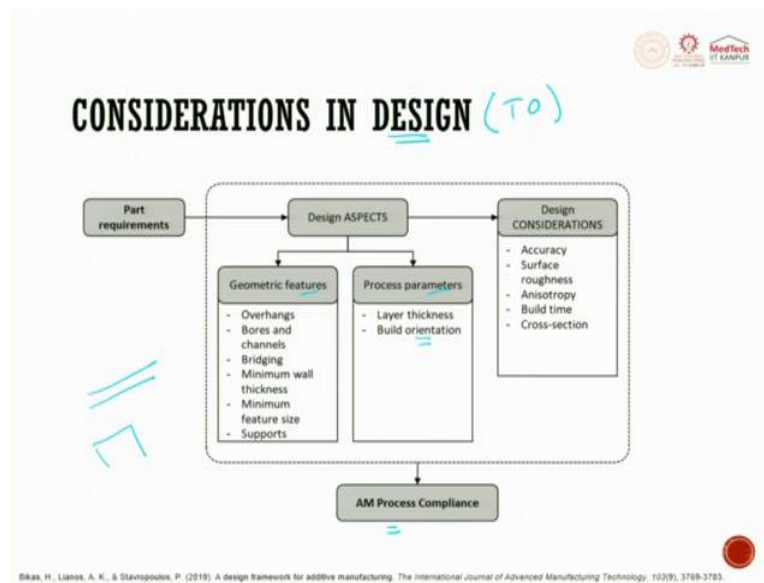 MedTech
IIT KANPUR
CONSIDERATIONS IN DESIGN (TO)
Part
requirements
Design ASPECTS
Design
CONSIDERATIONS
- Accuracy
- Surface
roughness
- Anisotropy
- Build time
- Cross-section
Geometric features
- Overhangs
- Bores and
channels
- Bridging
- Minimum wall
thickness
- Minimum
feature size
- Supports
Process parameters
- Layer thickness
- Build orientation
AM Process Compliance
Bikas, H., Lianos, A. K., & Stavropoulos, P. (2019). A design framework for additive manufacturing. The International Journal of Advanced Manufacturing Technology, 103(9), 3769-3783.